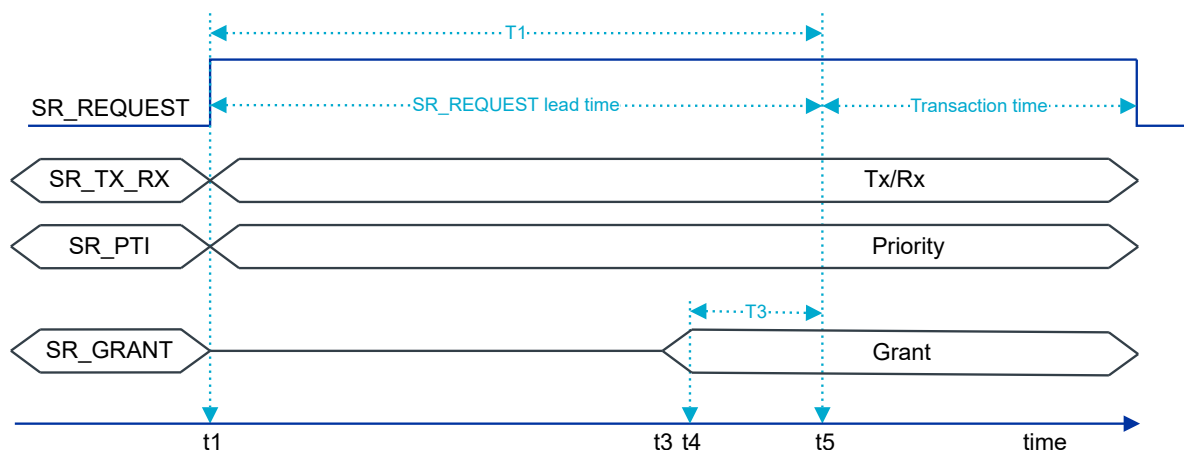 T1
SR_REQUEST
SR_REQUEST lead time
Transaction time
SR_TX_RX
Tx/Rx
SR_PTI
Priority
T3
SR_GRANT
Grant
t1
t3
t4
t5
time